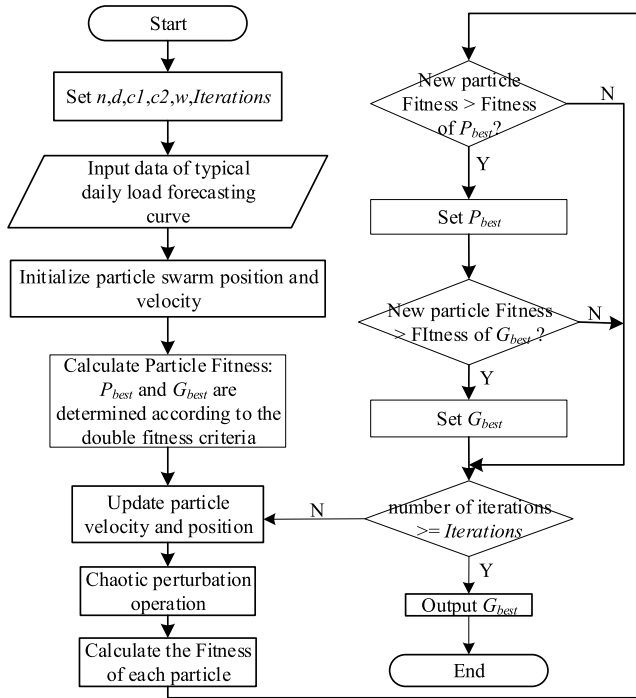 Start
Set n,d,c1,c2,w,Iterations
Input data of typical
daily load forecasting
curve
Initialize particle swarm position and
velocity
Calculate Particle Fitness:
Pbest and Gbest are
determined according to the
double fitness criteria
Update particle
velocity and position
Chaotic perturbation
operation
Calculate the Fitness
of each particle
New particle
Fitness > Fitness
of Pbest?
N
Y
Set Pbest
New particle Fitness
> FItness of Gbest ?
N
Y
Set Gbest
number of iterations
>= Iterations
N
Y
Output Gbest
End